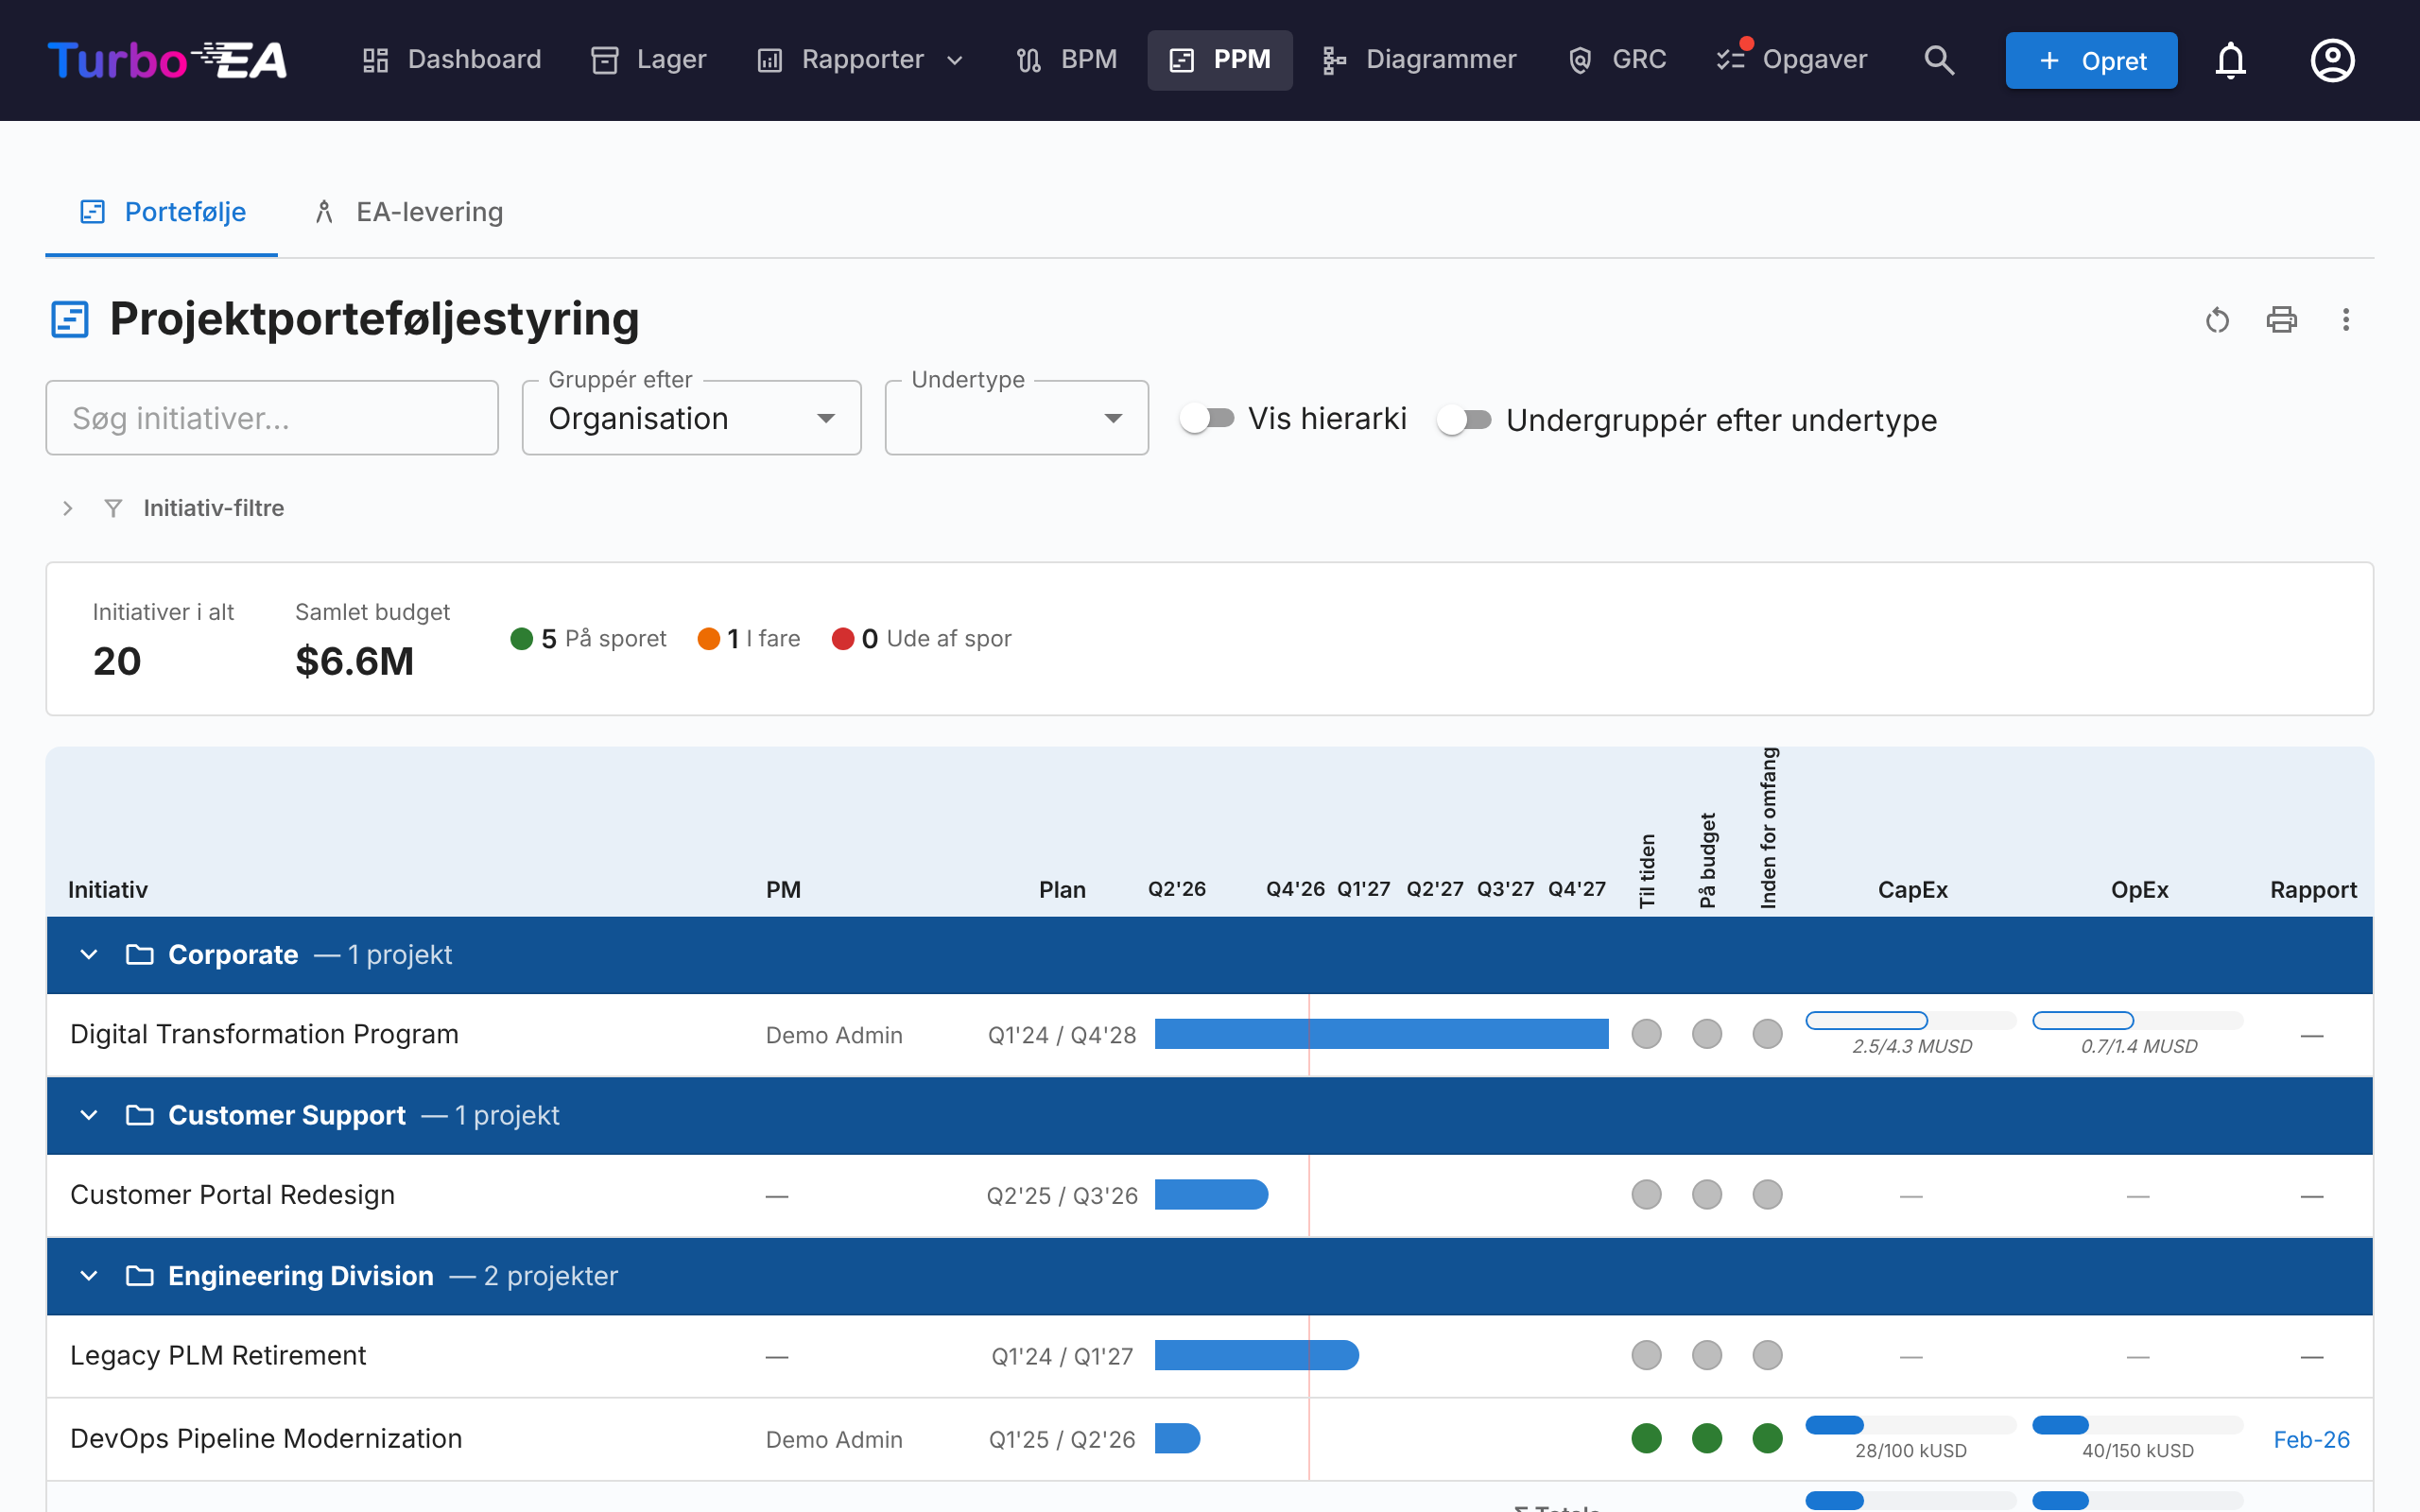 Turbo EA
Dashboard
Lager
Rapporter
BPM
PPM
Diagrammer
GRC
Opgaver
+ Opret
Portefølje
EA-levering
Projektporteføljestyring
Søg initiativer...
Gruppér efter
Organisation
Undertype
Vis hierarki
Undergruppér efter undertype
Initiativ-filtre
Initiativer i alt
20
Samlet budget
$6.6M
5 På sporet
1 I fare
0 Ude af spor
Initiativ PM Plan Q2'26 Q4'26 Q1'27 Q2'27 Q3'27 Q4'27 Til tiden På budget Inden for omfang CapEx OpEx Rapport
Corporate — 1 projekt
Digital Transformation Program Demo Admin Q1'24 / Q4'28 2.5/4.3 MUSD 0.7/1.4 MUSD —
Customer Support — 1 projekt
Customer Portal Redesign — Q2'25 / Q3'26 — — —
Engineering Division — 2 projekter
Legacy PLM Retirement — Q1'24 / Q1'27 — — —
DevOps Pipeline Modernization Demo Admin Q1'25 / Q2'26 28/100 kUSD 40/150 kUSD Feb-26